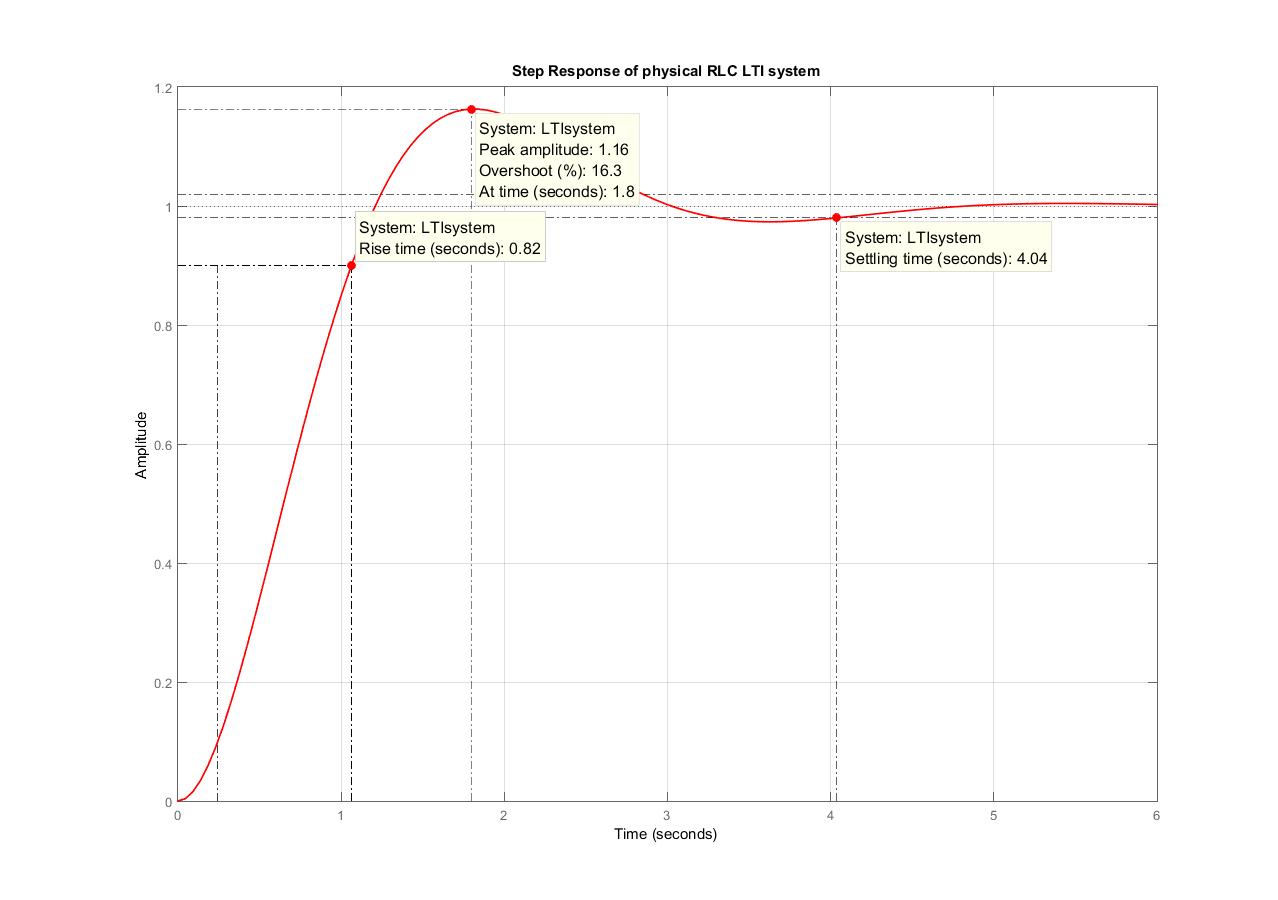 Step Response of physical RLC LTI system
1.2
1
0.8
0.6
0.4
0.2
0
Amplitude
System: LTIsystem
Peak amplitude: 1.16
Overshoot (%): 16.3
At time (seconds): 1.8
System: LTIsystem
Rise time (seconds): 0.82
System: LTIsystem
Settling time (seconds): 4.04
0 1 2 3 4 5 6
Time (seconds)